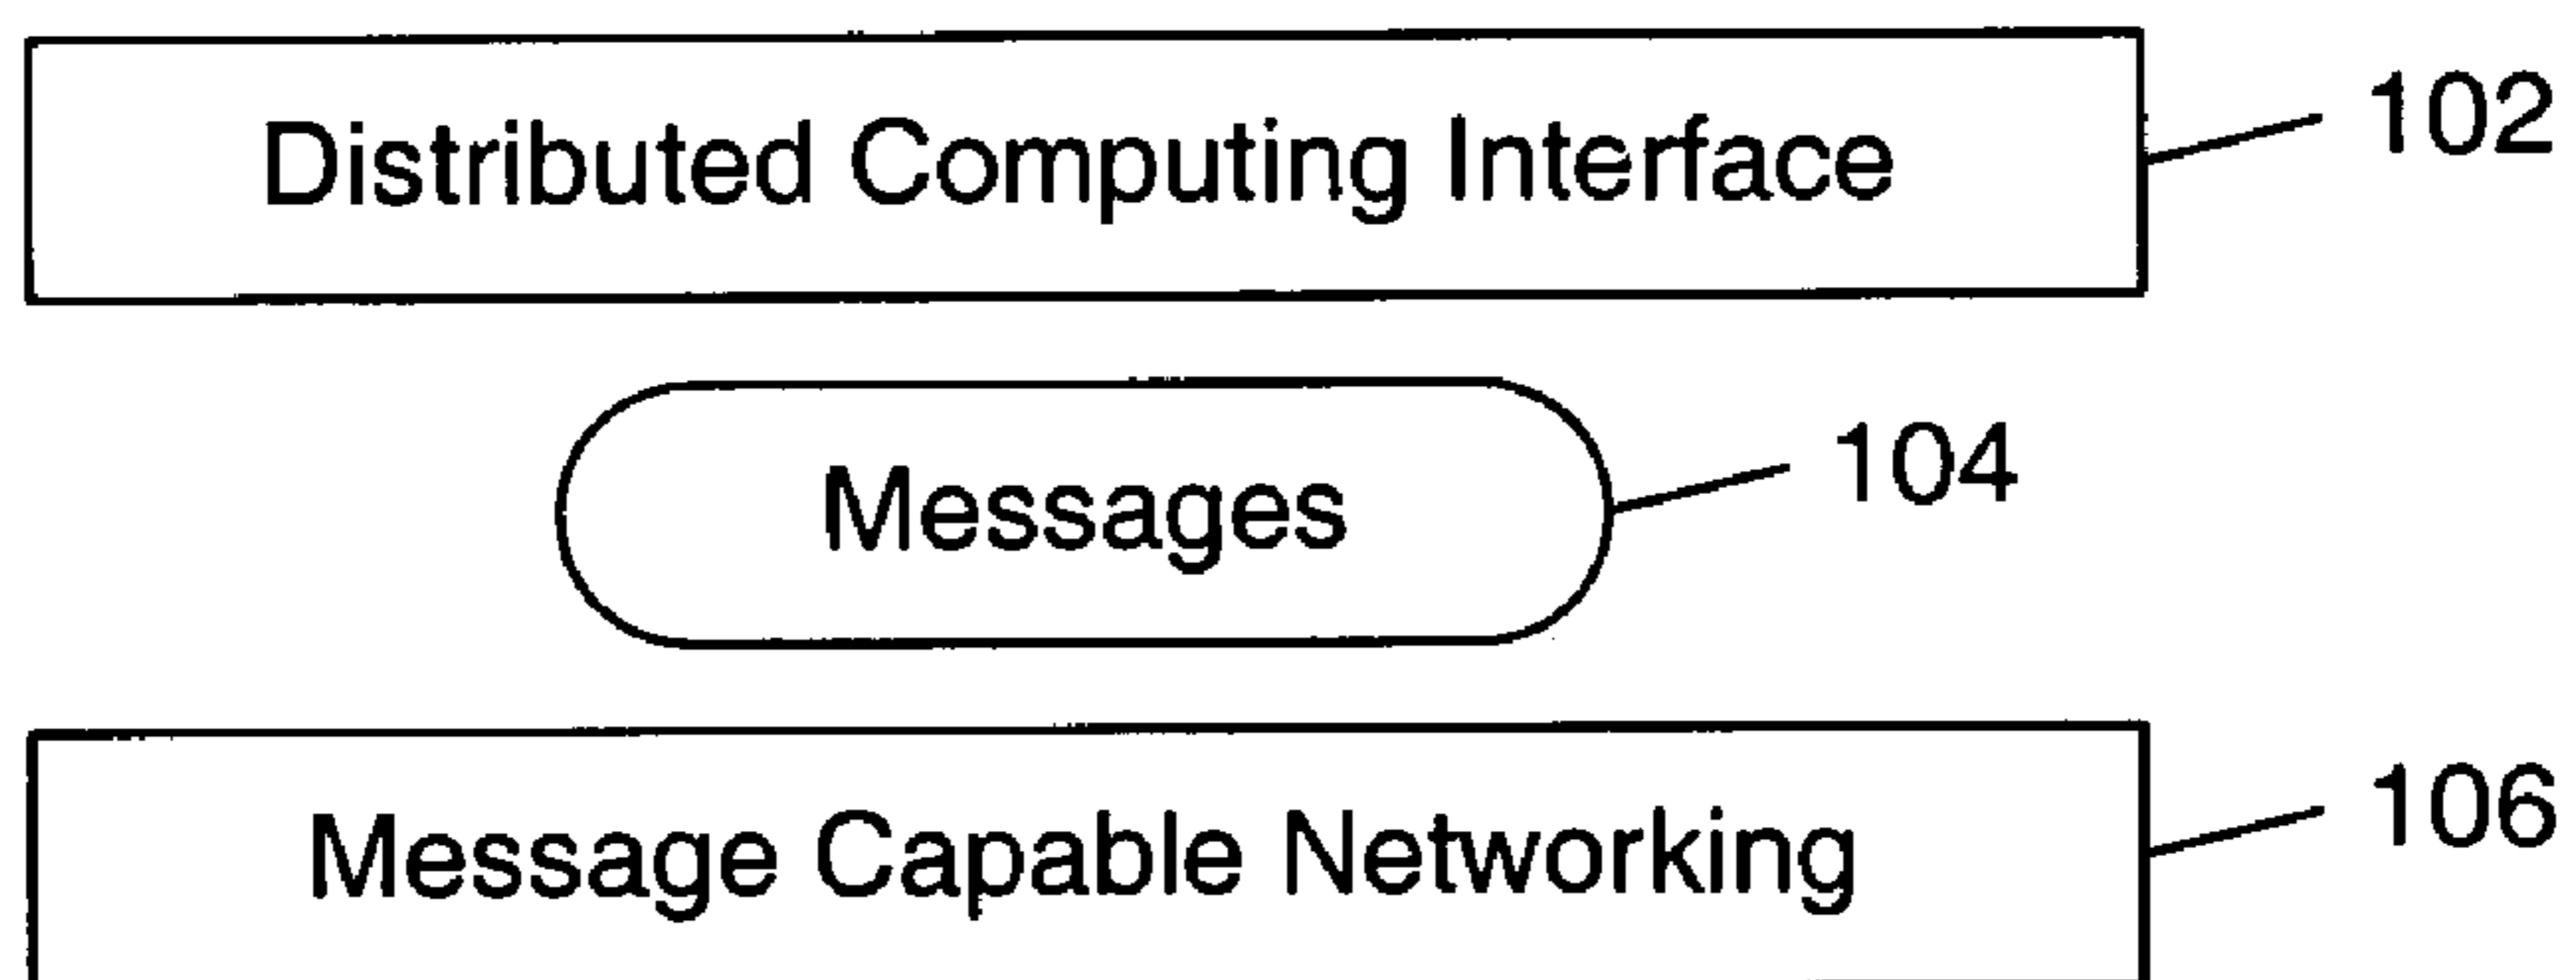 Distributed Computing Interface 102
Messages 104
Message Capable Networking 106